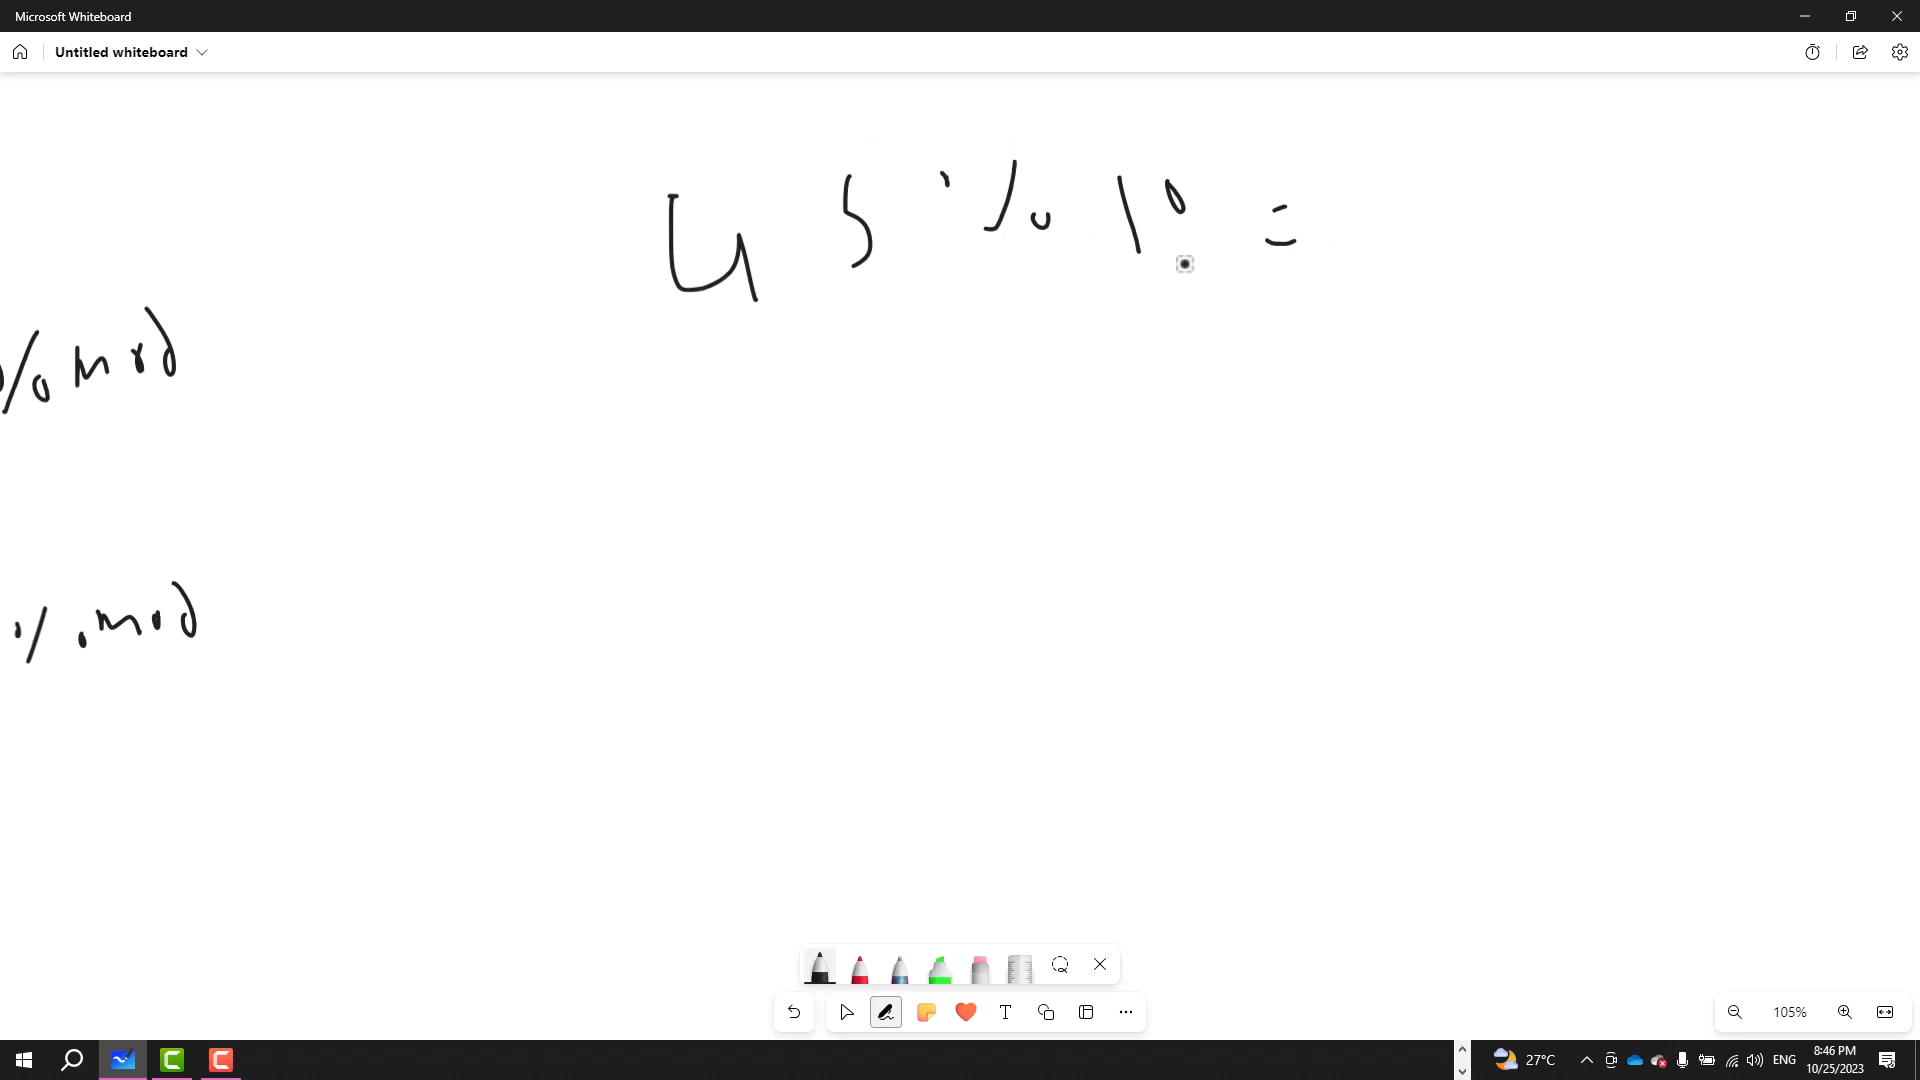 Microsoft Whiteboard
Untitled whiteboard
45 % 10 =
% mod
% mod
T
105%
27°C
ENG
8:46 PM
10/25/2023